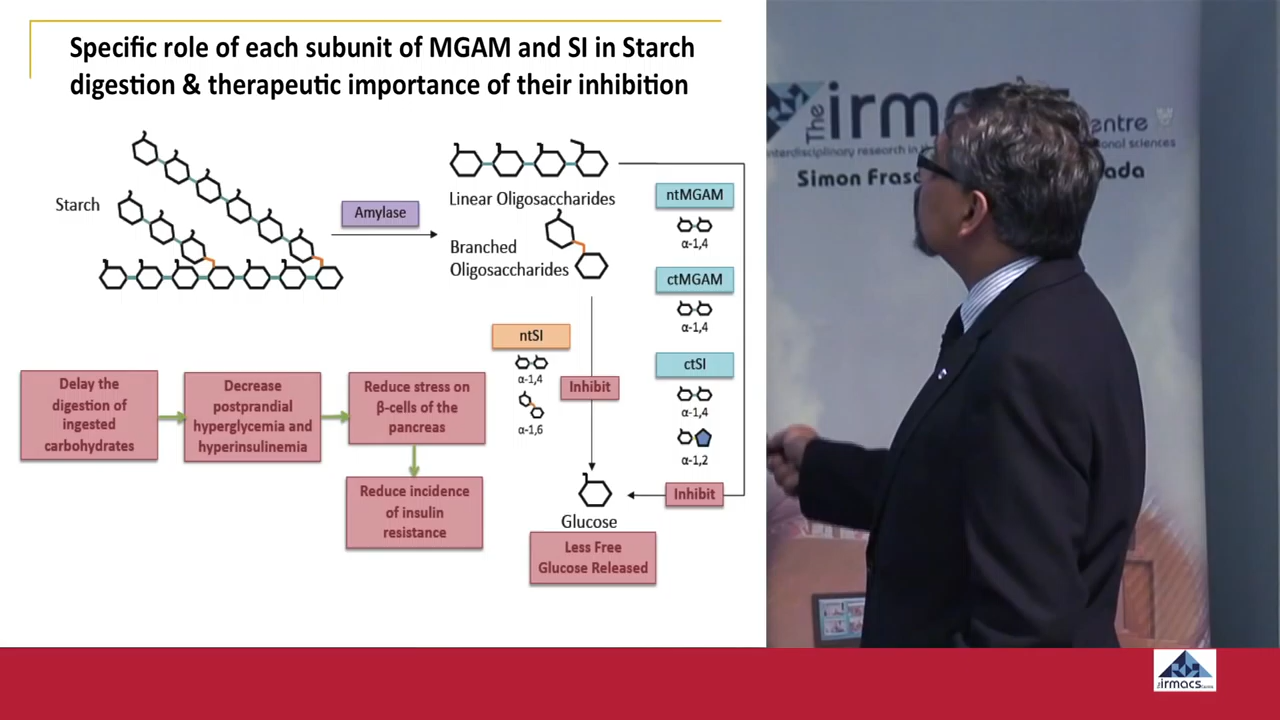 Specific role of each subunit of MGAM and SI in Starch
digestion & therapeutic importance of their inhibition
Starch
Amylase
Linear Oligosaccharides
Branched
Oligosaccharides
ntMGAM
α-1,4
ctMGAM
α-1,4
ntSI
α-1,4
α-1,6
Inhibit
ctSI
α-1,4
α-1,2
Inhibit
Glucose
Less Free
Glucose Released
Delay the
digestion of
ingested
carbohydrates
Decrease
postprandial
hyperglycemia and
hyperinsulinemia
Reduce stress on
β-cells of the
pancreas
Reduce incidence
of insulin
resistance
The irmacs
interdisciplinary research in
Simon
irmacs